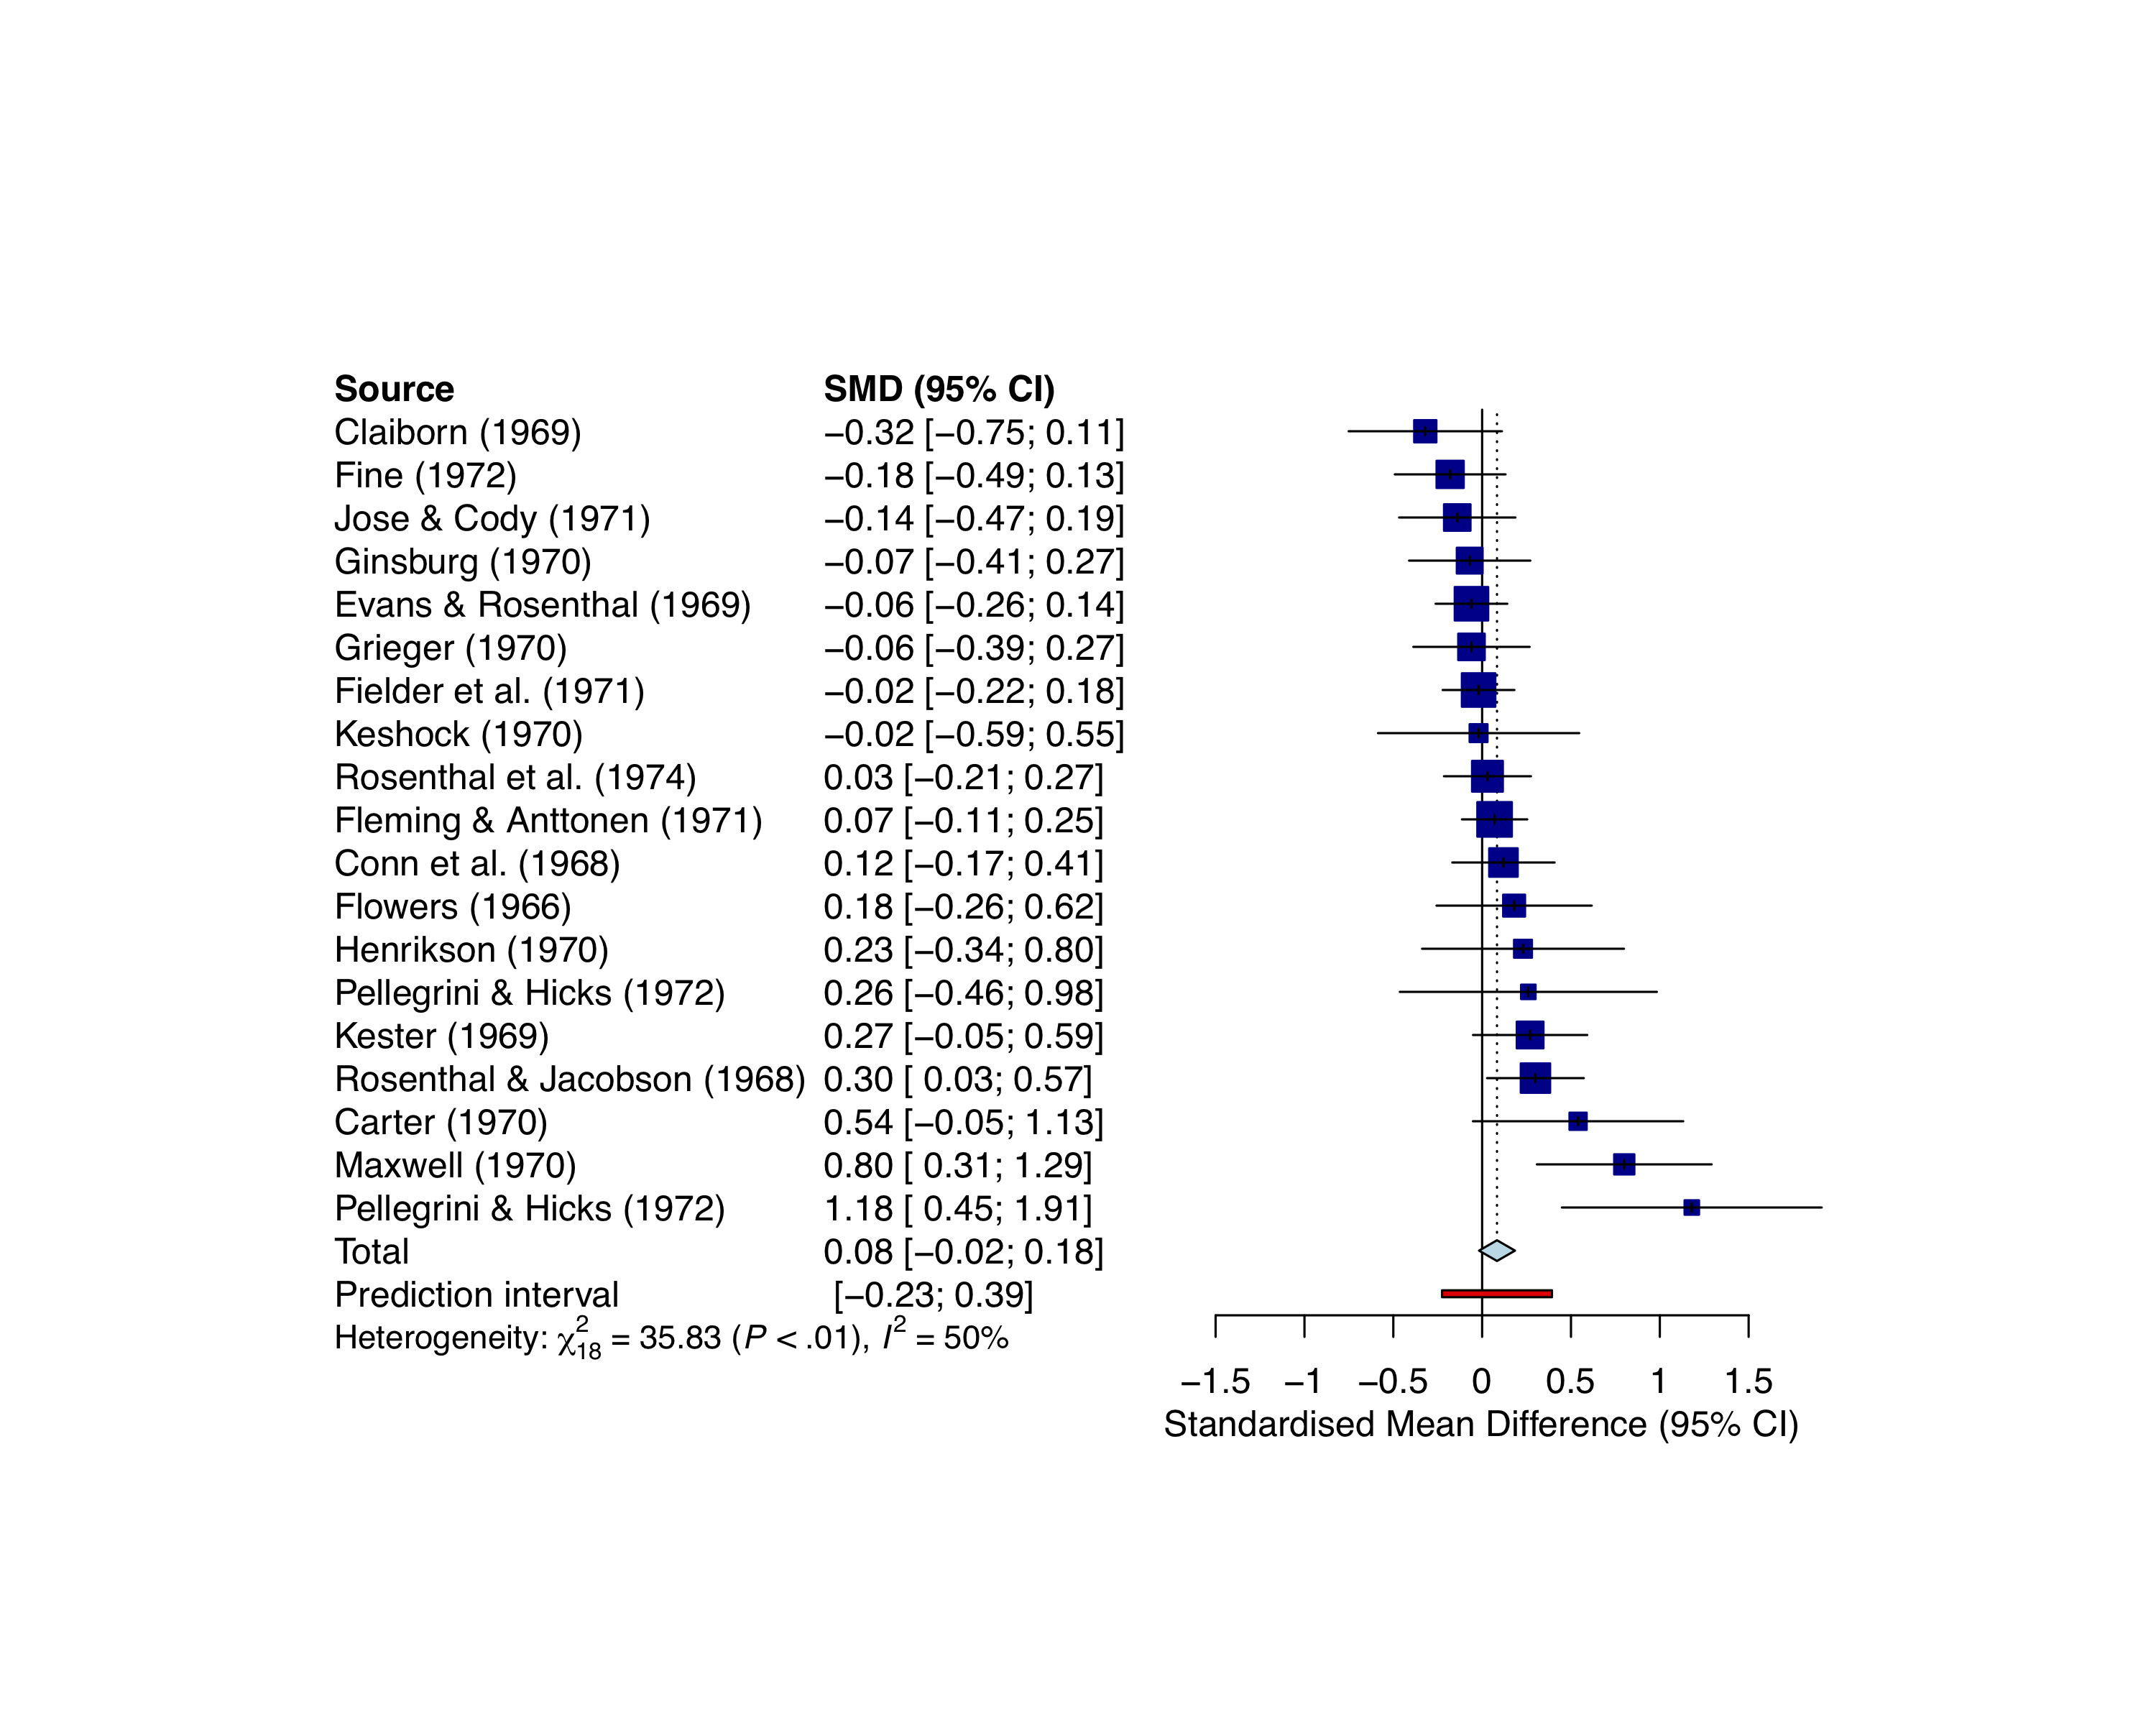 Source SMD (95% CI)
Claiborn (1969) −0.32 [−0.75; 0.11]
Fine (1972) −0.18 [−0.49; 0.13]
Jose & Cody (1971) −0.14 [−0.47; 0.19]
Ginsburg (1970) −0.07 [−0.41; 0.27]
Evans & Rosenthal (1969) −0.06 [−0.26; 0.14]
Grieger (1970) −0.06 [−0.39; 0.27]
Fielder et al. (1971) −0.02 [−0.22; 0.18]
Keshock (1970) −0.02 [−0.59; 0.55]
Rosenthal et al. (1974) 0.03 [−0.21; 0.27]
Fleming & Anttonen (1971) 0.07 [−0.11; 0.25]
Conn et al. (1968) 0.12 [−0.17; 0.41]
Flowers (1966) 0.18 [−0.26; 0.62]
Henrikson (1970) 0.23 [−0.34; 0.80]
Pellegrini & Hicks (1972) 0.26 [−0.46; 0.98]
Kester (1969) 0.27 [−0.05; 0.59]
Rosenthal & Jacobson (1968) 0.30 [ 0.03; 0.57]
Carter (1970) 0.54 [−0.05; 1.13]
Maxwell (1970) 0.80 [ 0.31; 1.29]
Pellegrini & Hicks (1972) 1.18 [ 0.45; 1.91]
Total 0.08 [−0.02; 0.18]
Prediction interval [−0.23; 0.39]
Heterogeneity: χ²₁₈ = 35.83 (P < .01), I² = 50%
−1.5 −1 −0.5 0 0.5 1 1.5
Standardised Mean Difference (95% CI)